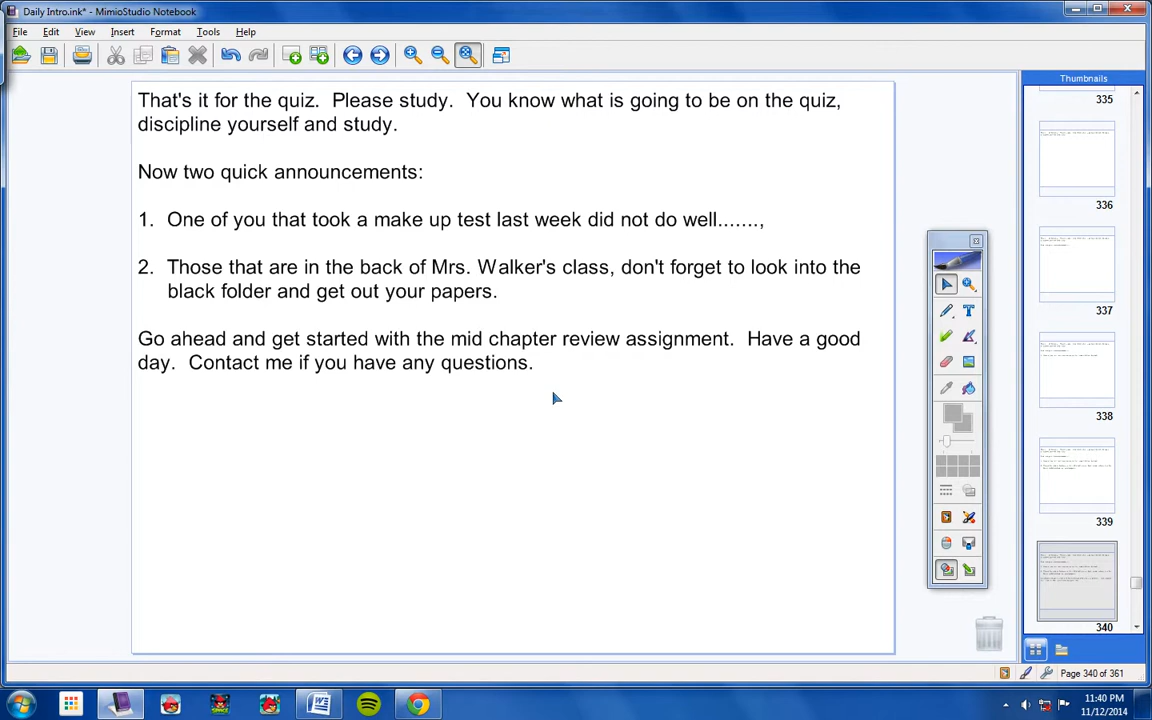 Daily Intro.ink* - MimioStudio Notebook
File Edit View Insert Format Tools Help
That's it for the quiz. Please study. You know what is going to be on the quiz,
discipline yourself and study.
Now two quick announcements:
1. One of you that took a make up test last week did not do well.......,
2. Those that are in the back of Mrs. Walker's class, don't forget to look into the
black folder and get out your papers.
Go ahead and get started with the mid chapter review assignment. Have a good
day. Contact me if you have any questions.
Thumbnails
335
336
337
338
339
340
Page 340 of 361
11:40 PM
11/12/2014